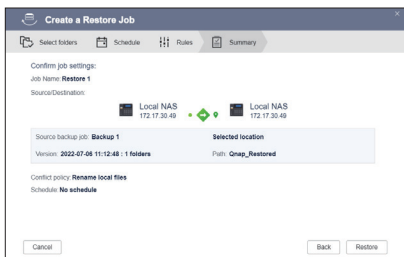 Create a Restore Job
Select folders Schedule Rules Summary
Confirm job settings:
Job Name: Restore 1
Source/Destination:
Local NAS Local NAS
172.17.30.49 172.17.30.49
Source backup job: Backup 1 Selected location
Version: 2022-07-06 11:12:48 : 1 folders Path: Qnap_Restored
Conflict policy: Rename local files
Schedule: No schedule
Cancel Back Restore